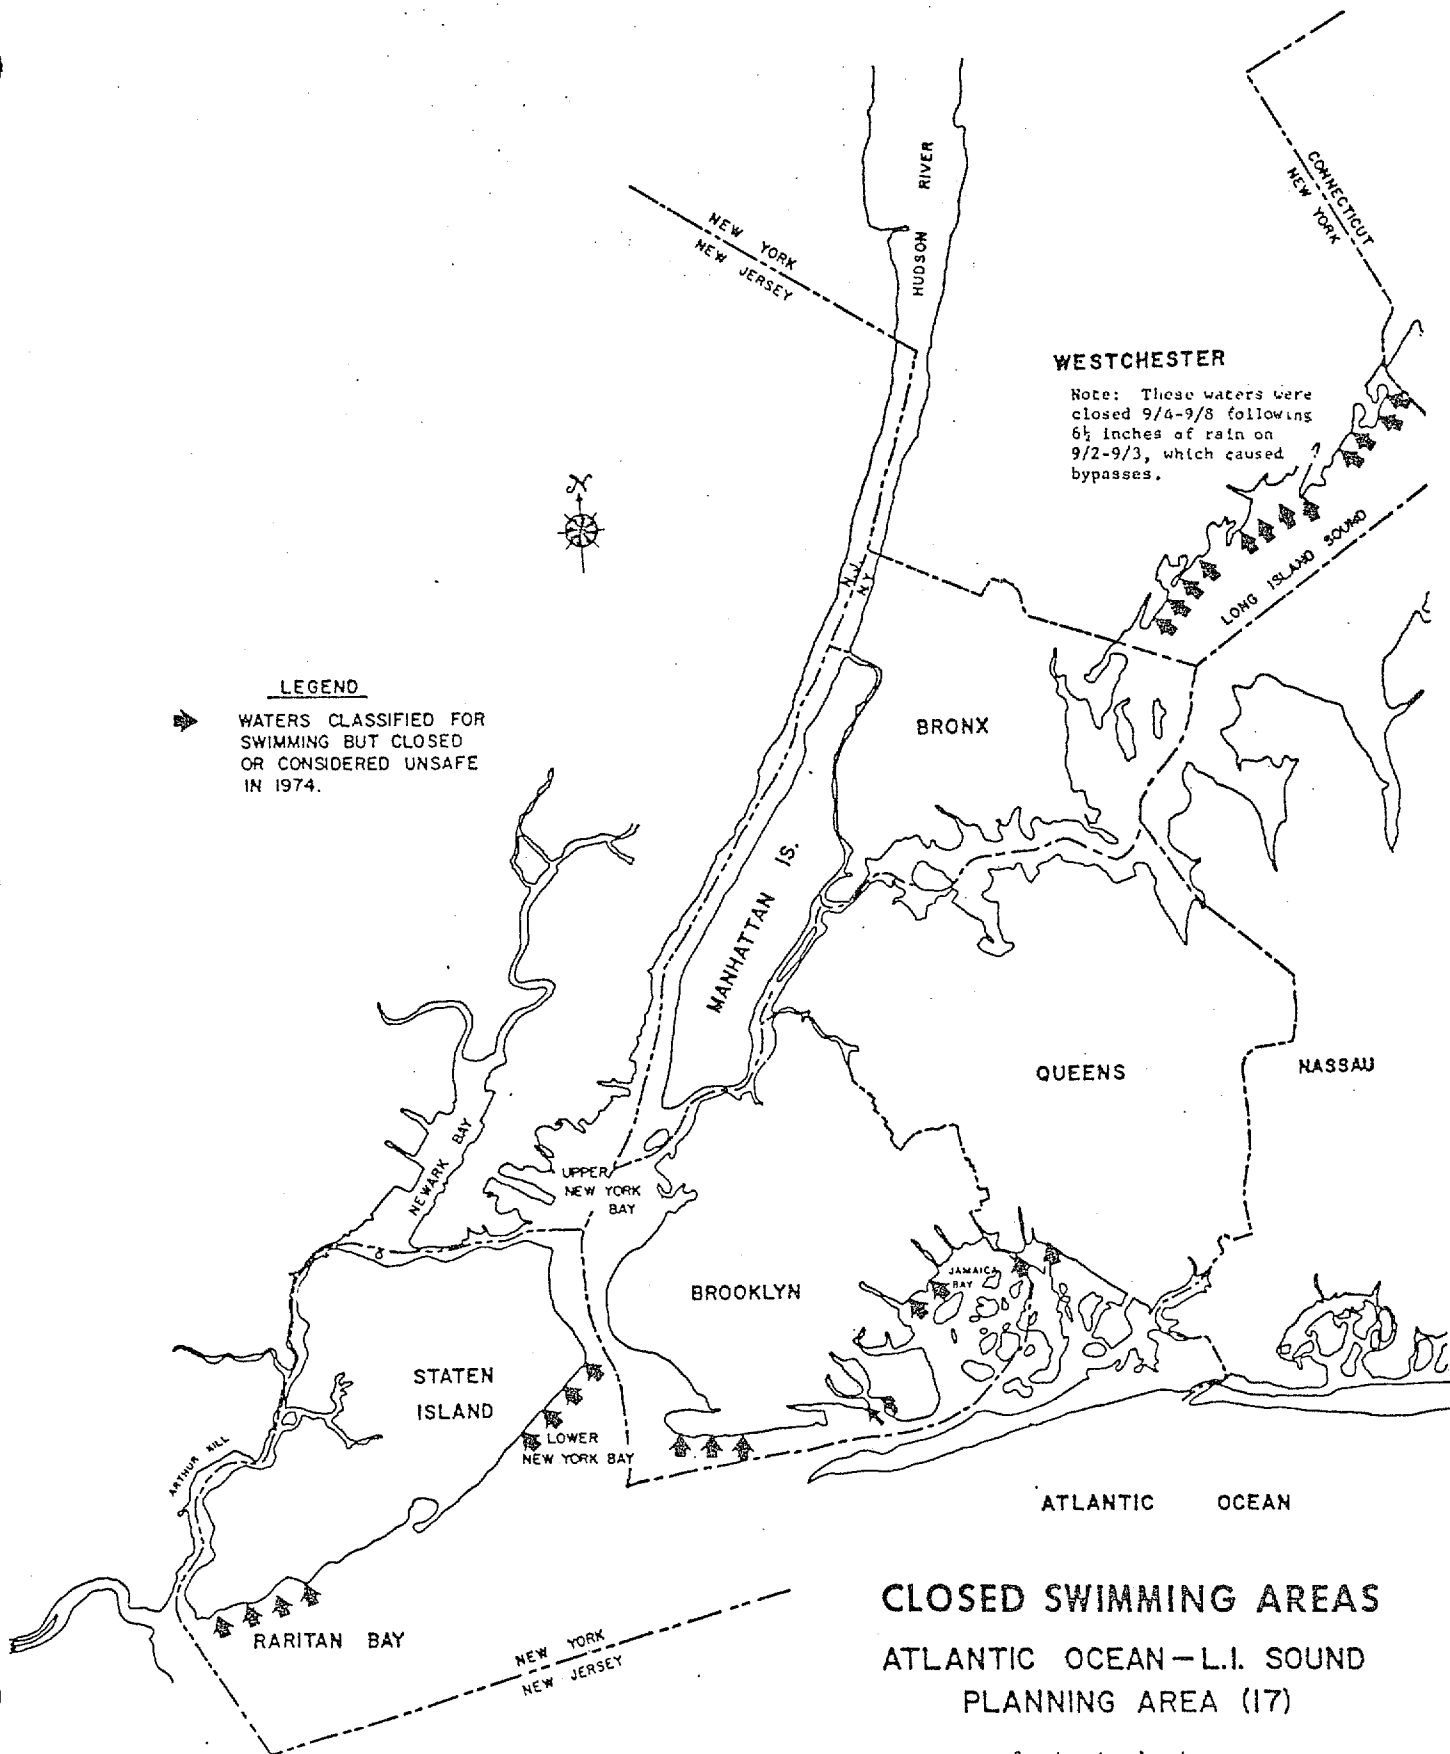 HUDSON RIVER
CONNECTICUT
NEW YORK
NEW YORK
NEW JERSEY
WESTCHESTER
Note: These waters were
closed 9/4-9/8 following
6½ inches of rain on
9/2-9/3, which caused
bypasses.
LONG ISLAND SOUND
N
N.J.
N.Y.
LEGEND
WATERS CLASSIFIED FOR
SWIMMING BUT CLOSED
OR CONSIDERED UNSAFE
IN 1974.
BRONX
MANHATTAN IS.
QUEENS
NASSAU
NEWARK BAY
UPPER
NEW YORK
BAY
JAMAICA
BAY
BROOKLYN
STATEN
ISLAND
LOWER
NEW YORK BAY
ARTHUR KILL
ATLANTIC OCEAN
RARITAN BAY
NEW YORK
NEW JERSEY
CLOSED SWIMMING AREAS
ATLANTIC OCEAN – L.I. SOUND
PLANNING AREA (17)